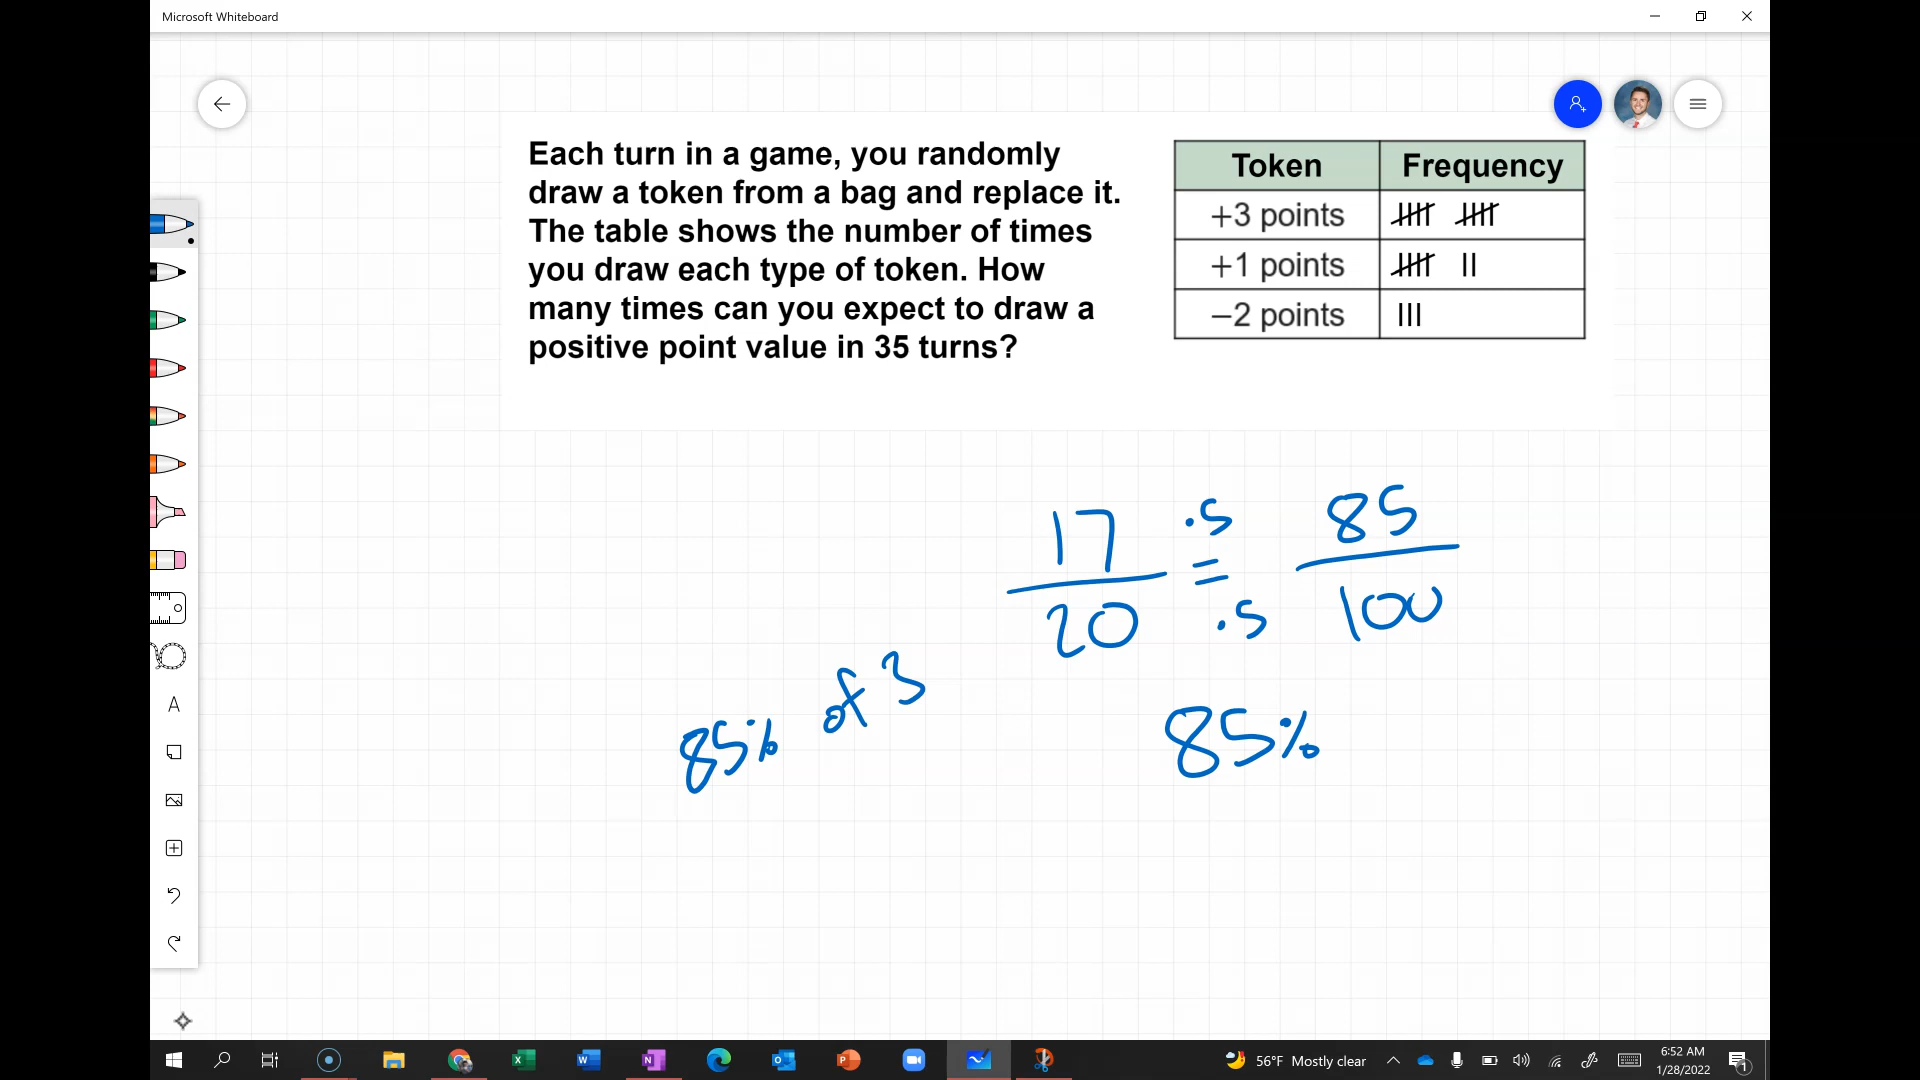 Microsoft Whiteboard
Each turn in a game, you randomly
draw a token from a bag and replace it.
The table shows the number of times
you draw each type of token. How
many times can you expect to draw a
positive point value in 35 turns?
Token Frequency
+3 points
+1 points
−2 points
17 ·5 85
=
20 ·5 100
85% of 3
85%
A
56°F Mostly clear
6:52 AM
1/28/2022
1